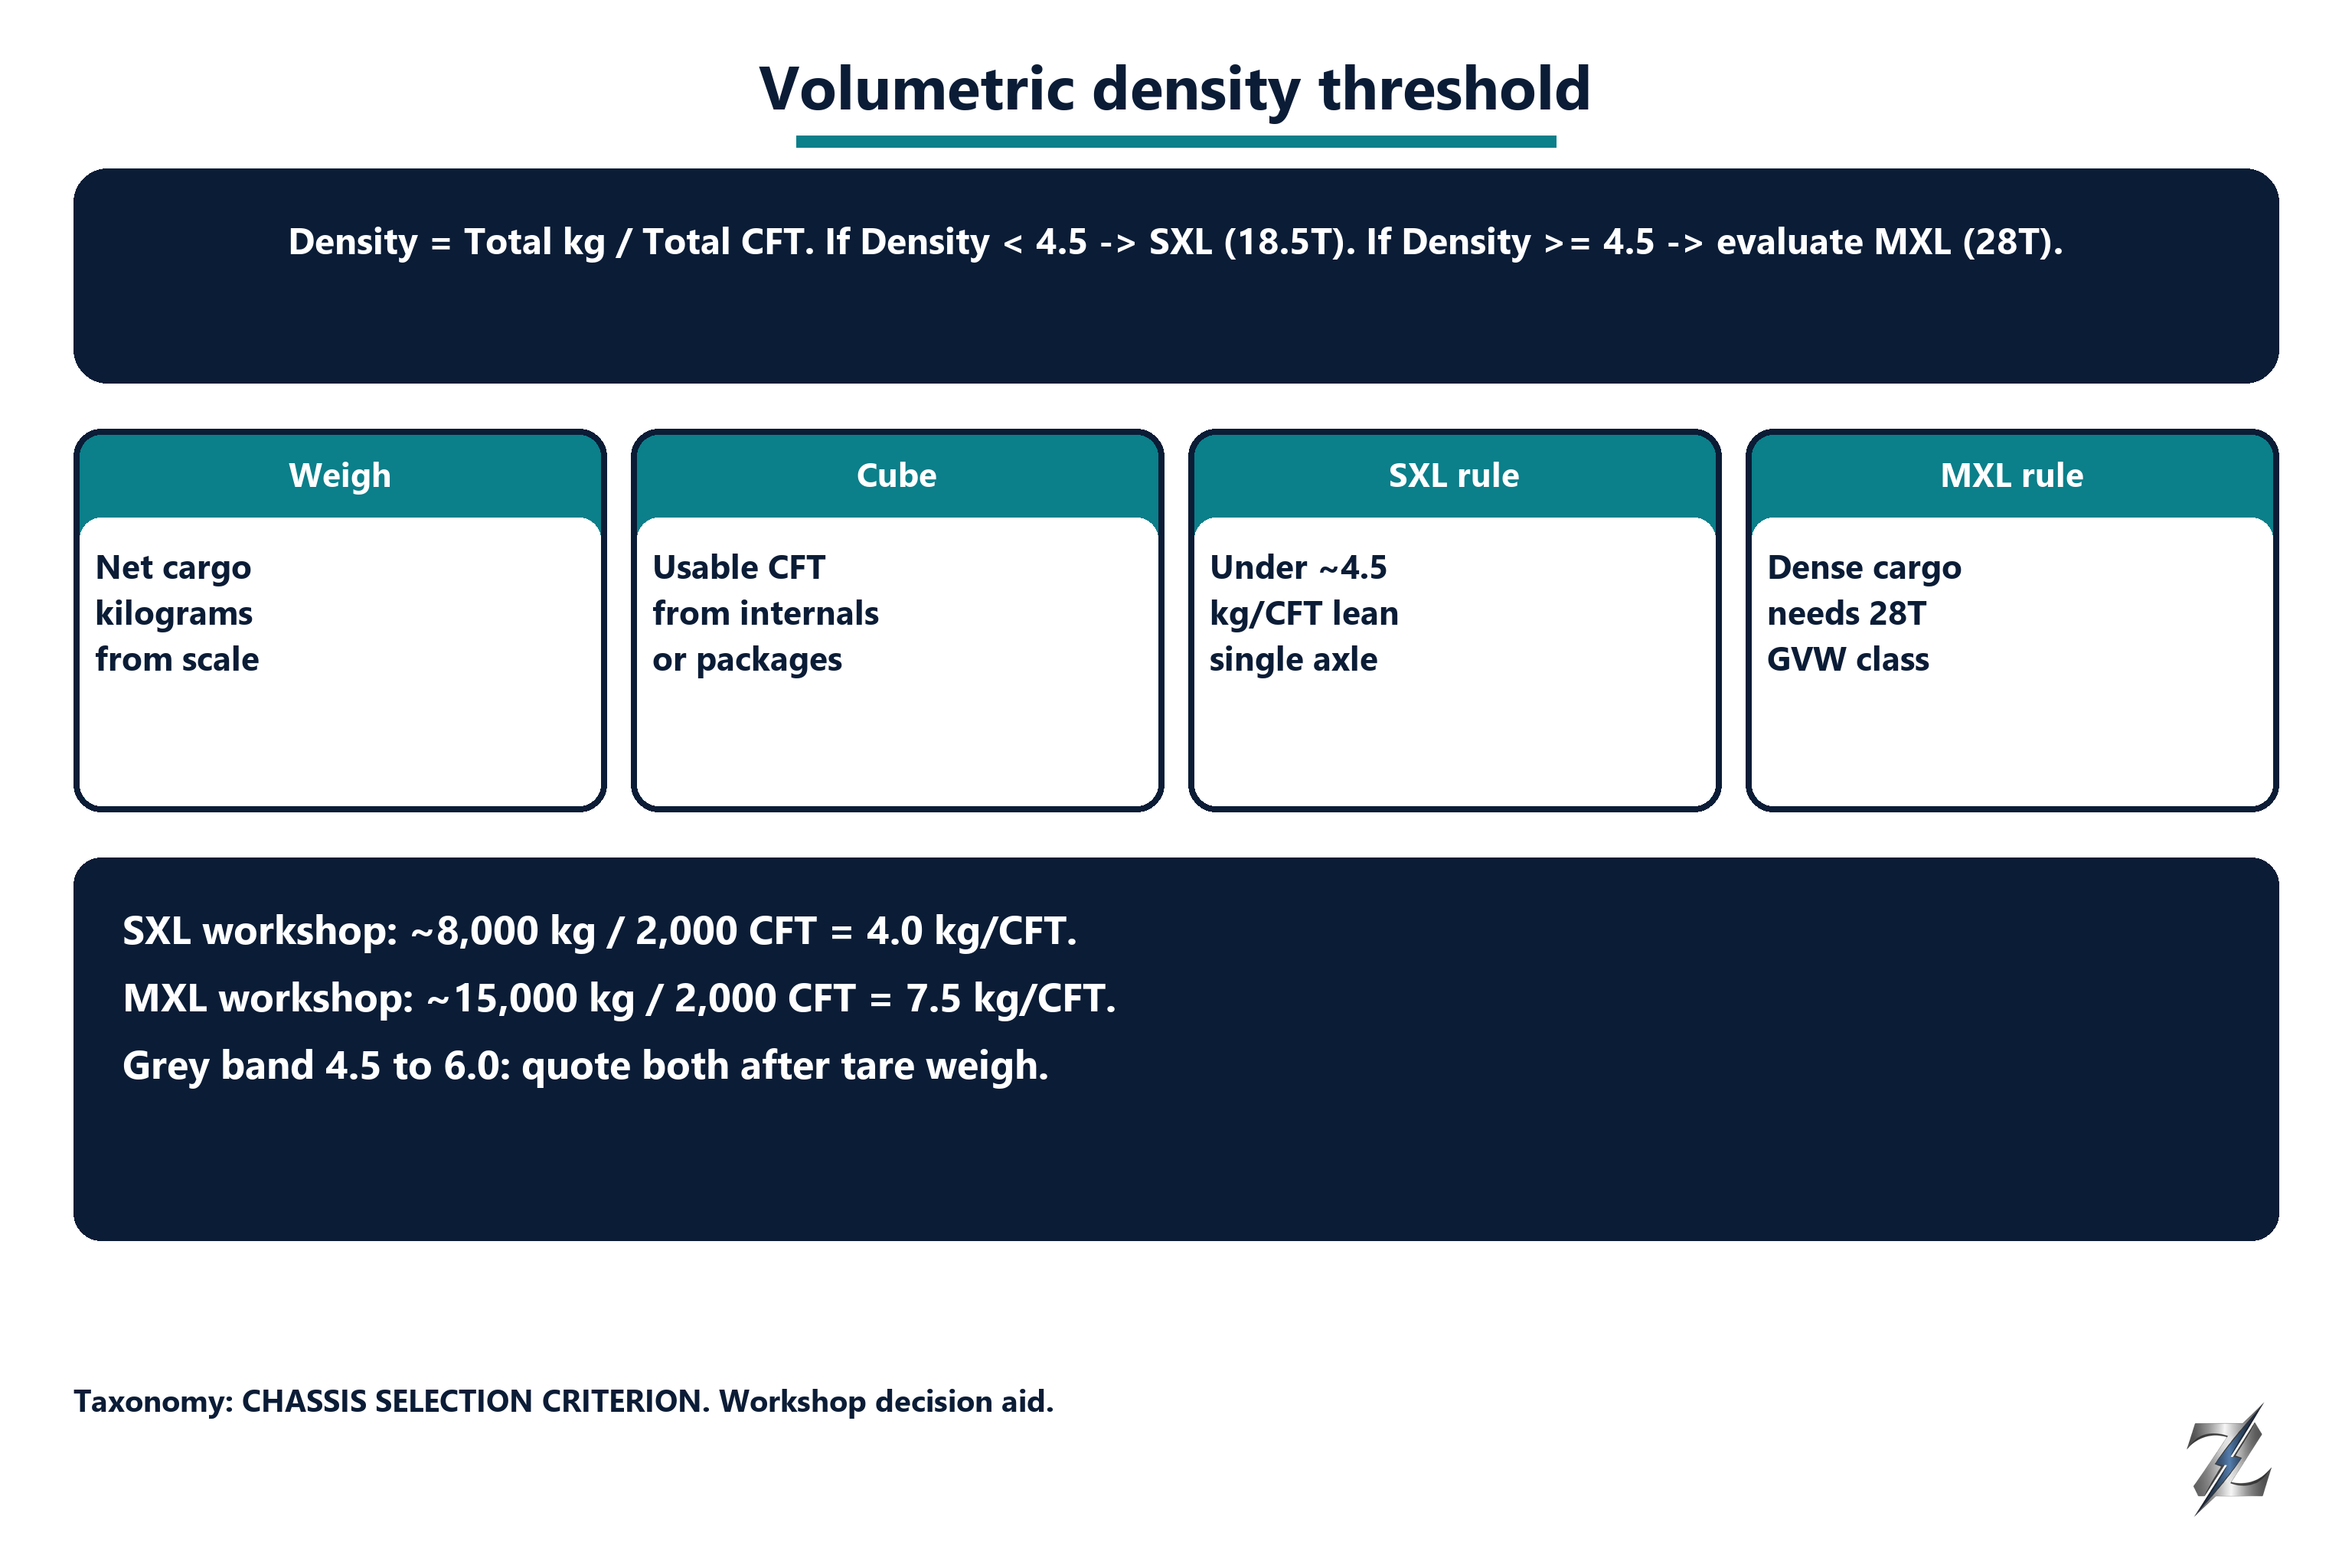 Volumetric density threshold
Density = Total kg / Total CFT. If Density < 4.5 -> SXL (18.5T). If Density >= 4.5 -> evaluate MXL (28T).
Weigh
Net cargo
kilograms
from scale
Cube
Usable CFT
from internals
or packages
SXL rule
Under ~4.5
kg/CFT lean
single axle
MXL rule
Dense cargo
needs 28T
GVW class
SXL workshop: ~8,000 kg / 2,000 CFT = 4.0 kg/CFT.
MXL workshop: ~15,000 kg / 2,000 CFT = 7.5 kg/CFT.
Grey band 4.5 to 6.0: quote both after tare weigh.
Taxonomy: CHASSIS SELECTION CRITERION. Workshop decision aid.
Z